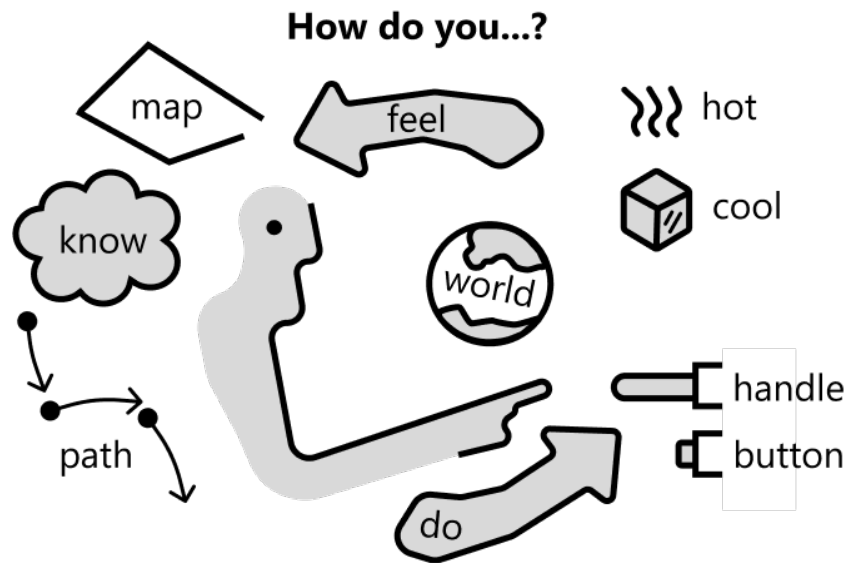 How do you...?
map
feel
hot
know
cool
world
handle
path
button
do